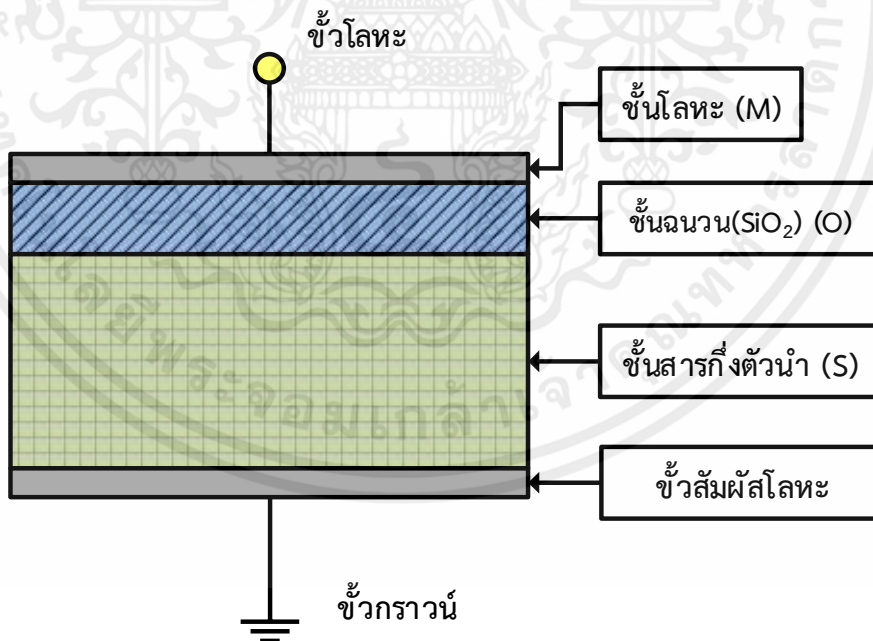 ขั้วโลหะ
ชั้นโลหะ (M)
ชั้นฉนวน(SiO₂) (O)
ชั้นสารกึ่งตัวนำ (S)
ขั้วสัมผัสโลหะ
ขั้วกราวน์